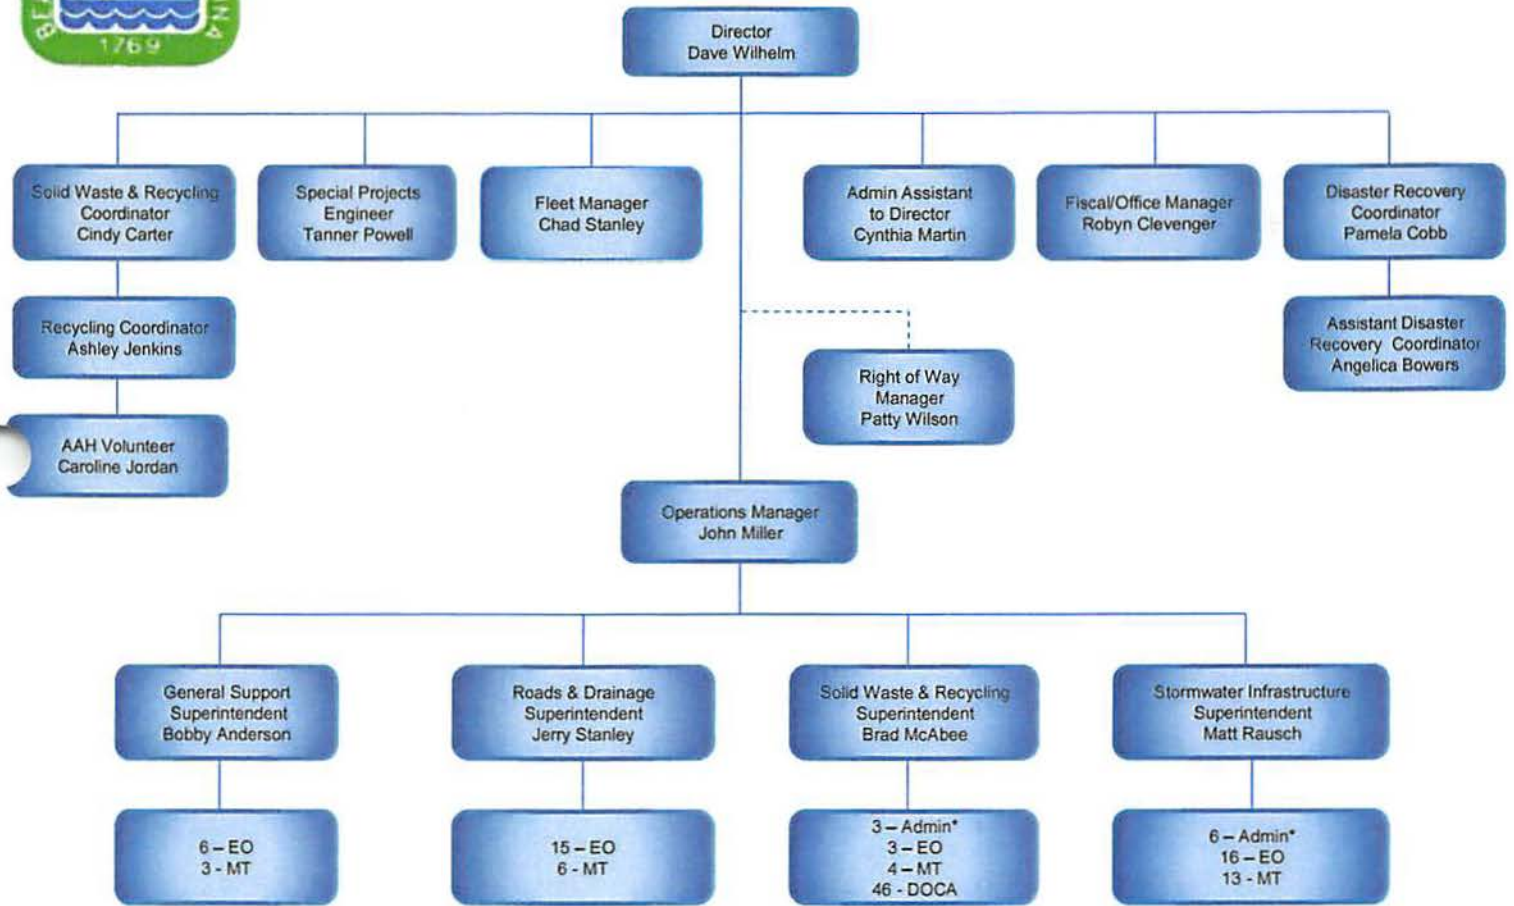 1769
Director
Dave Wilhelm
Solid Waste & Recycling
Coordinator
Cindy Carter
Special Projects
Engineer
Tanner Powell
Fleet Manager
Chad Stanley
Admin Assistant
to Director
Cynthia Martin
Fiscal/Office Manager
Robyn Clevenger
Disaster Recovery
Coordinator
Pamela Cobb
Recycling Coordinator
Ashley Jenkins
Assistant Disaster
Recovery Coordinator
Angelica Bowers
Right of Way
Manager
Patty Wilson
AAH Volunteer
Caroline Jordan
Operations Manager
John Miller
General Support
Superintendent
Bobby Anderson
Roads & Drainage
Superintendent
Jerry Stanley
Solid Waste & Recycling
Superintendent
Brad McAbee
Stormwater Infrastructure
Superintendent
Matt Rausch
6 – EO
3 - MT
15 – EO
6 - MT
3 – Admin*
3 – EO
4 – MT
46 - DOCA
6 – Admin*
16 – EO
13 - MT